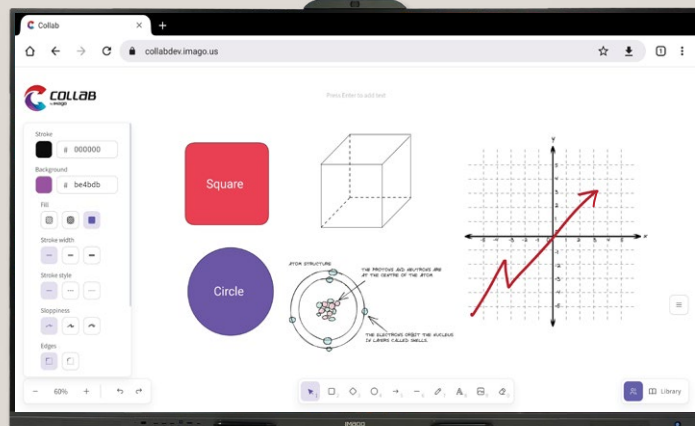 Collab
collabdev.imago.us
COLLAB
by imago
Press Enter to add text
Stroke
# 000000
Background
# be4bdb
Fill
Stroke width
Stroke style
Sloppiness
Edges
Square
Circle
ATOM STRUCTURE
THE PROTONS AND NEUTRONS ARE
AT THE CENTRE OF THE ATOM
THE ELECTRONS ORBIT THE NUCLEUS
IN LAYERS CALLED SHELLS.
Y
X
60%
A
Library
IMAGO